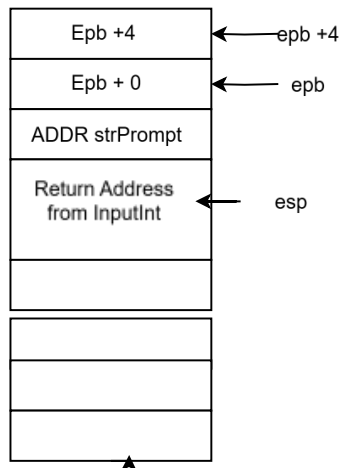 Epb +4
epb +4
Epb + 0
epb
ADDR strPrompt
Return Address
from InputInt
esp